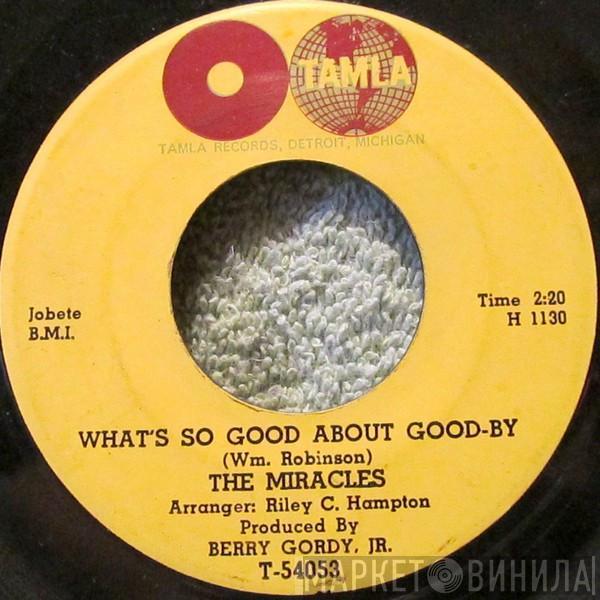 TAMLA
TAMLA RECORDS, DETROIT, MICHIGAN
Jobete
B.M.I.
Time 2:20
H 1130
WHAT'S SO GOOD ABOUT GOOD-BY
(Wm. Robinson)
THE MIRACLES
Arranger: Riley C. Hampton
Produced By
BERRY GORDY, JR.
T-54053
МАРКЕТ ВИНИЛА